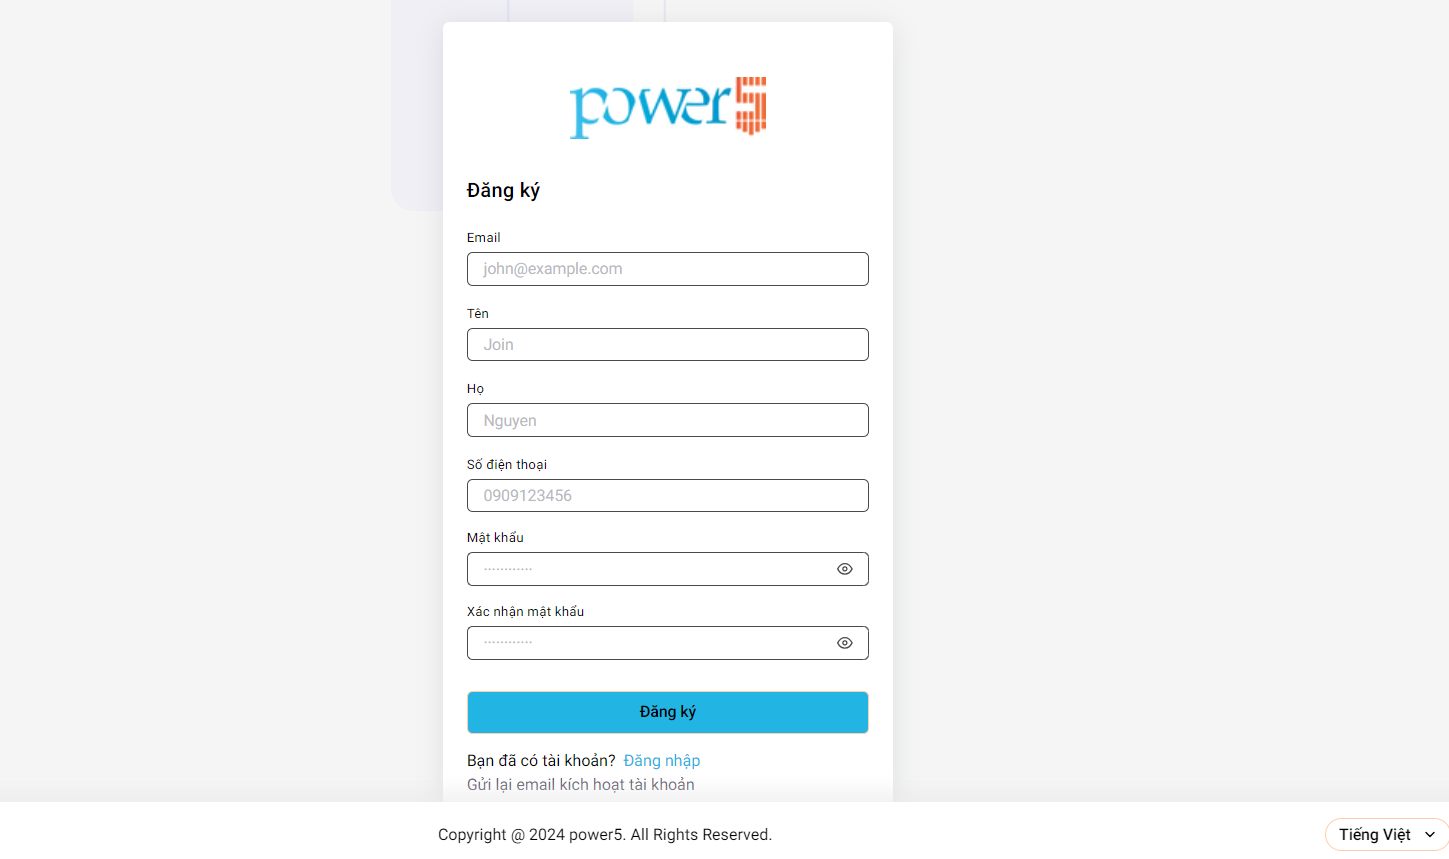 power5
Đăng ký
Email
john@example.com
Tên
Join
Họ
Nguyen
Số điện thoại
0909123456
Mật khẩu
············
Xác nhận mật khẩu
············
Đăng ký
Bạn đã có tài khoản? Đăng nhập
Gửi lại email kích hoạt tài khoản
Copyright @ 2024 power5. All Rights Reserved.
Tiếng Việt